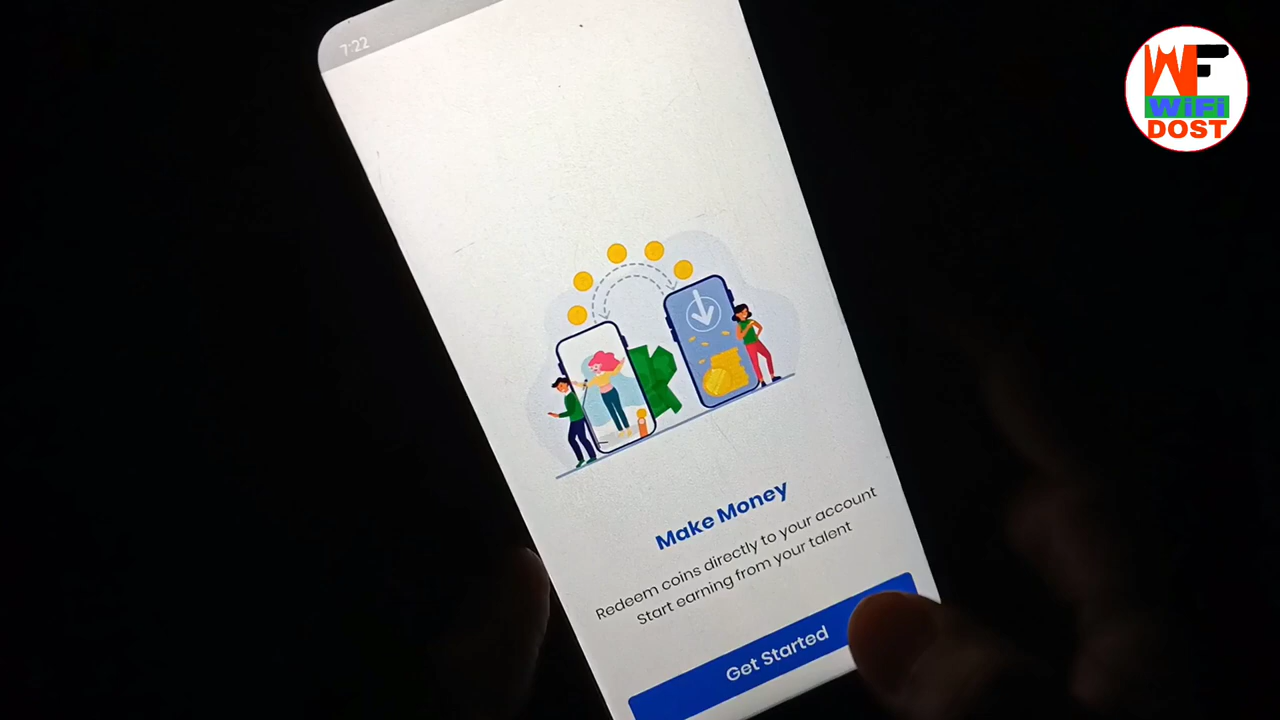 7:22
WF
WiFi
DOST
Make Money
Redeem coins directly to your account
Start earning from your talent
Get Started